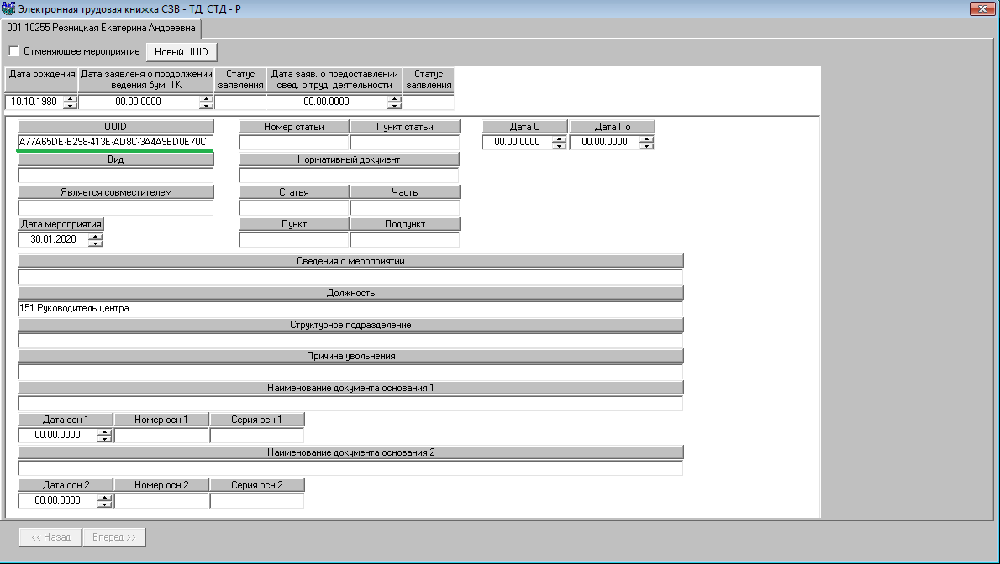 Электронная трудовая книжка СЗВ - ТД, СТД - Р
001 10255 Резницкая Екатерина Андреевна
Отменяющее мероприятие Новый UUID
Дата рождения Дата заявленя о продолжении Статус Дата заяв. о предоставлении Статус
ведения бум. ТК заявления свед. о труд. деятельности заявления
10.10.1980 00.00.0000 00.00.0000
UUID Номер статьи Пункт статьи Дата С Дата По
A77A65DE-B298-413E-AD8C-3A4A9BD0E70C 00.00.0000 00.00.0000
Вид Нормативный документ
Является совместителем Статья Часть
Дата мероприятия Пункт Подпункт
30.01.2020
Сведения о мероприятии
Должность
151 Руководитель центра
Структурное подразделение
Причина увольнения
Наименование документа основания 1
Дата осн 1 Номер осн 1 Серия осн 1
00.00.0000
Наименование документа основания 2
Дата осн 2 Номер осн 2 Серия осн 2
00.00.0000
<< Назад Вперед >>